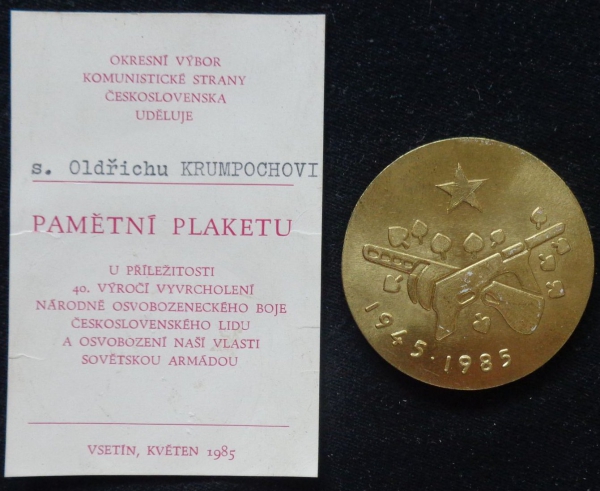 OKRESNÍ VÝBOR
KOMUNISTICKÉ STRANY
ČESKOSLOVENSKA
UDĚLUJE
s. Oldřichu KRUMPOCHOVI
PAMĚTNÍ PLAKETU
U PŘÍLEŽITOSTI
40. VÝROČÍ VYVRCHOLENÍ
NÁRODNĚ OSVOBOZENECKÉHO BOJE
ČESKOSLOVENSKÉHO LIDU
A OSVOBOZENÍ NAŠÍ VLASTI
SOVĚTSKOU ARMÁDOU
VSETÍN, KVĚTEN 1985
1945·1985